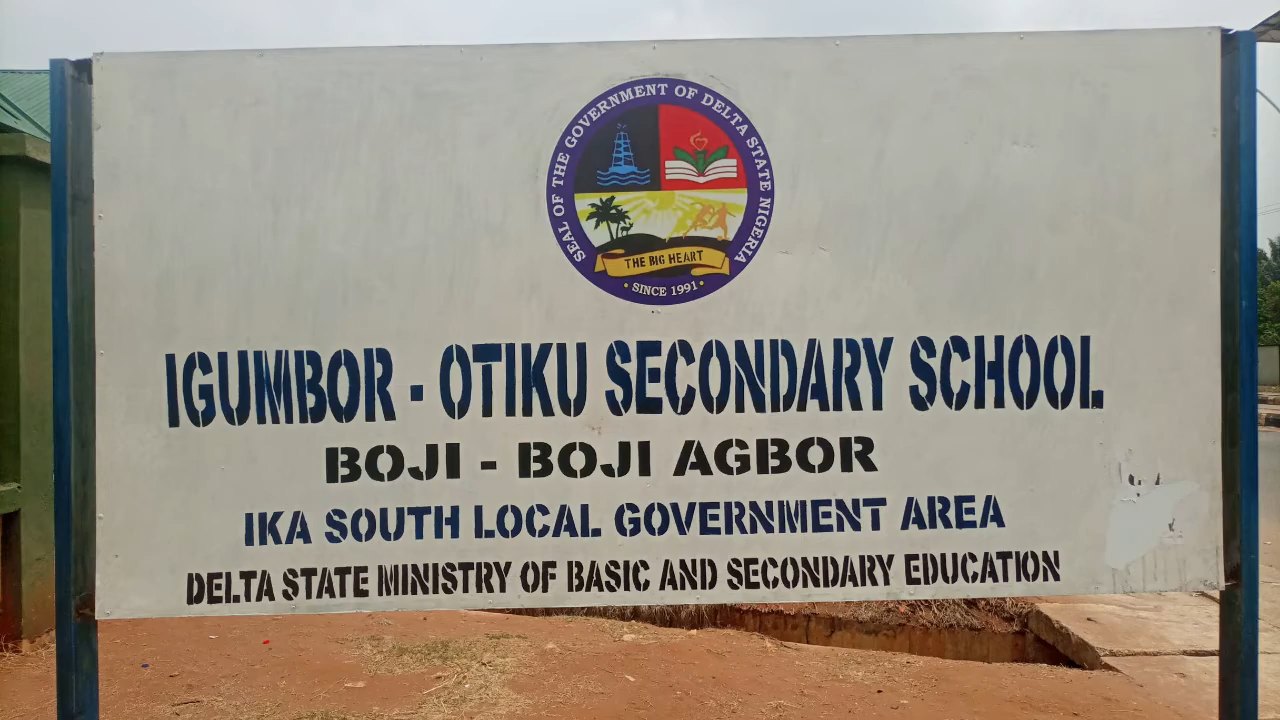 SEAL OF THE GOVERNMENT OF DELTA STATE NIGERIA
THE BIG HEART
• SINCE 1991 •
IGUMBOR - OTIKU SECONDARY SCHOOL
BOJI - BOJI AGBOR
IKA SOUTH LOCAL GOVERNMENT AREA
DELTA STATE MINISTRY OF BASIC AND SECONDARY EDUCATION